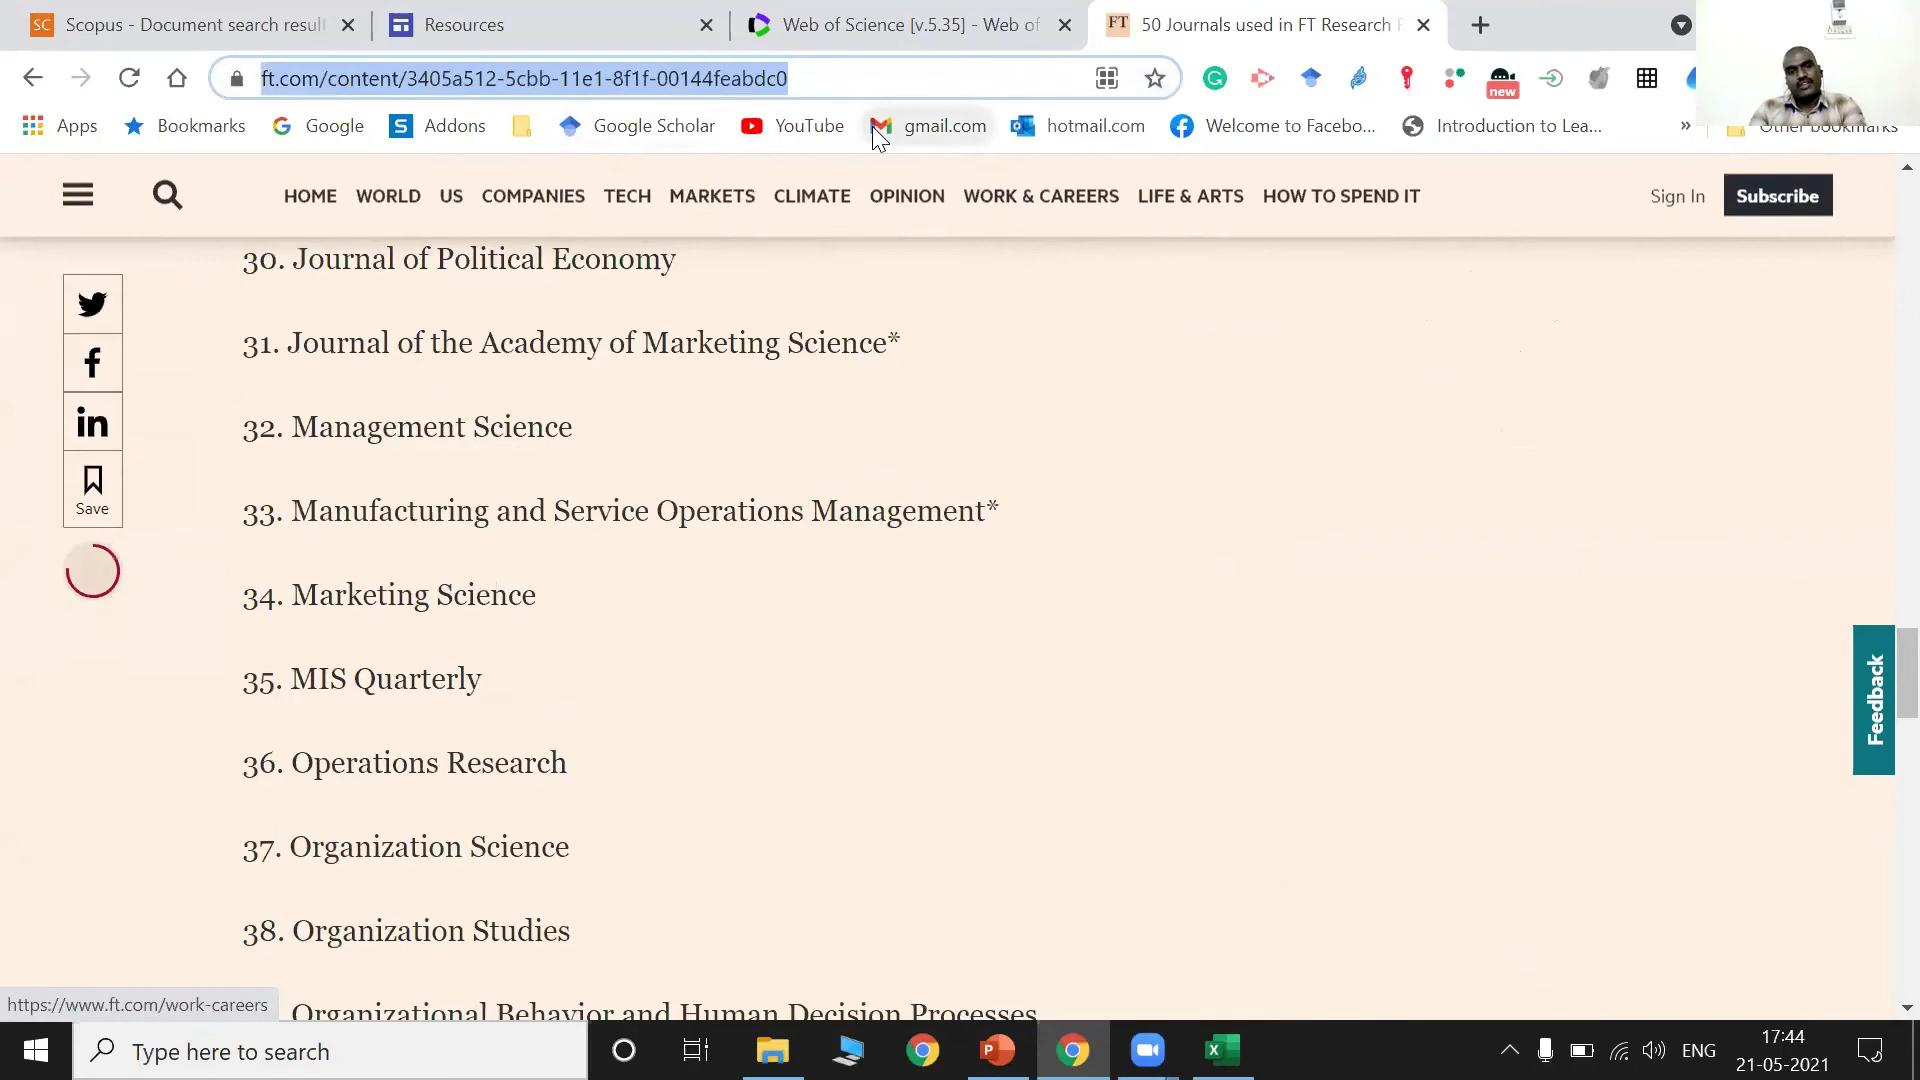 SC Scopus - Document search result
Resources
Web of Science [v.5.35] - Web of
FT 50 Journals used in FT Research
ft.com/content/3405a512-5cbb-11e1-8f1f-00144feabdc0
new
Apps
Bookmarks
Google
Addons
Google Scholar
YouTube
gmail.com
hotmail.com
Welcome to Facebo...
Introduction to Lea...
»
Other bookmarks
HOME WORLD US COMPANIES TECH MARKETS CLIMATE OPINION WORK & CAREERS LIFE & ARTS HOW TO SPEND IT
Sign In
Subscribe
30. Journal of Political Economy
31. Journal of the Academy of Marketing Science*
32. Management Science
33. Manufacturing and Service Operations Management*
34. Marketing Science
35. MIS Quarterly
36. Operations Research
37. Organization Science
38. Organization Studies
Organizational Behavior and Human Decision Processes
Save
Feedback
https://www.ft.com/work-careers
Type here to search
ENG
17:44
21-05-2021